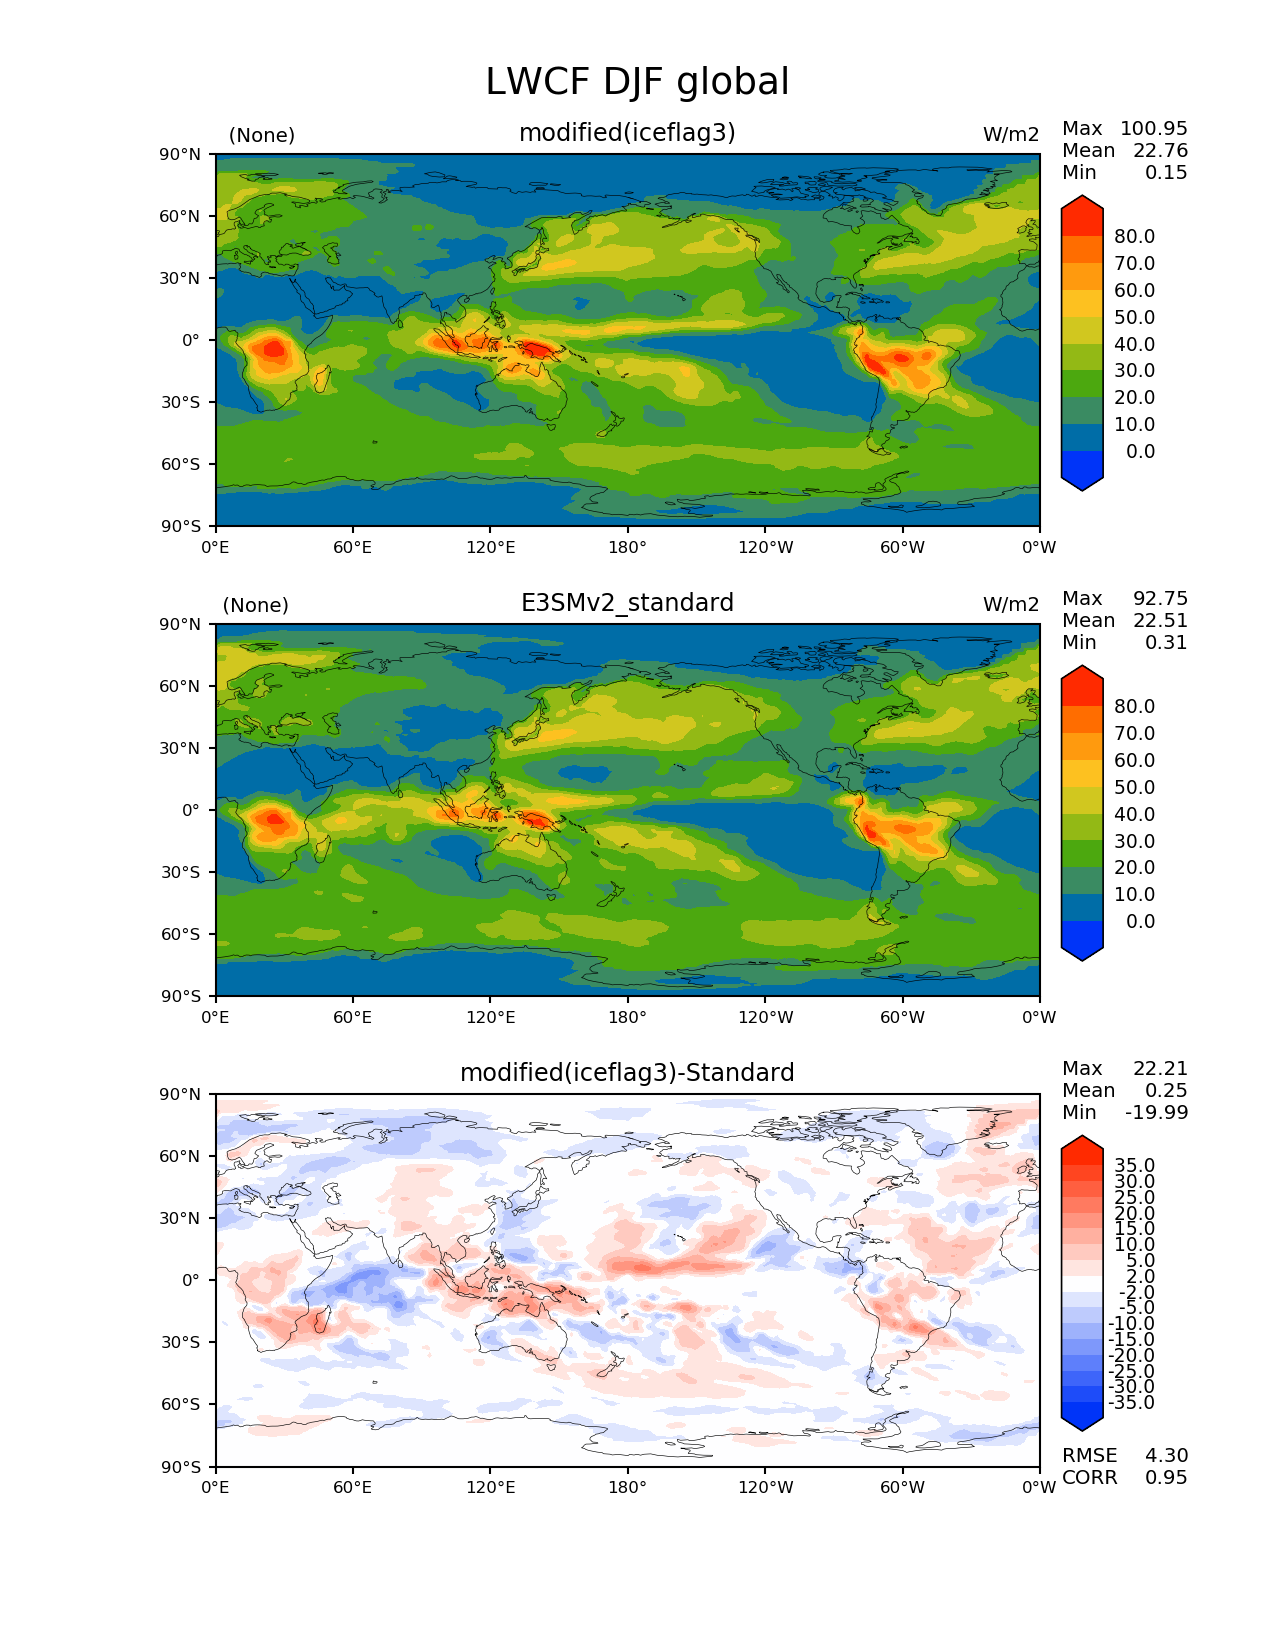 LWCF DJF global
(None) modified(iceflag3) W/m2
Max 100.95
Mean 22.76
Min 0.15
90°N
60°N
30°N
0°
30°S
60°S
90°S
0°E 60°E 120°E 180° 120°W 60°W 0°W
80.0
70.0
60.0
50.0
40.0
30.0
20.0
10.0
0.0
(None) E3SMv2_standard W/m2
Max 92.75
Mean 22.51
Min 0.31
90°N
60°N
30°N
0°
30°S
60°S
90°S
0°E 60°E 120°E 180° 120°W 60°W 0°W
80.0
70.0
60.0
50.0
40.0
30.0
20.0
10.0
0.0
modified(iceflag3)-Standard
Max 22.21
Mean 0.25
Min -19.99
90°N
60°N
30°N
0°
30°S
60°S
90°S
0°E 60°E 120°E 180° 120°W 60°W 0°W
35.0
30.0
25.0
20.0
15.0
10.0
5.0
2.0
-2.0
-5.0
-10.0
-15.0
-20.0
-25.0
-30.0
-35.0
RMSE 4.30
CORR 0.95